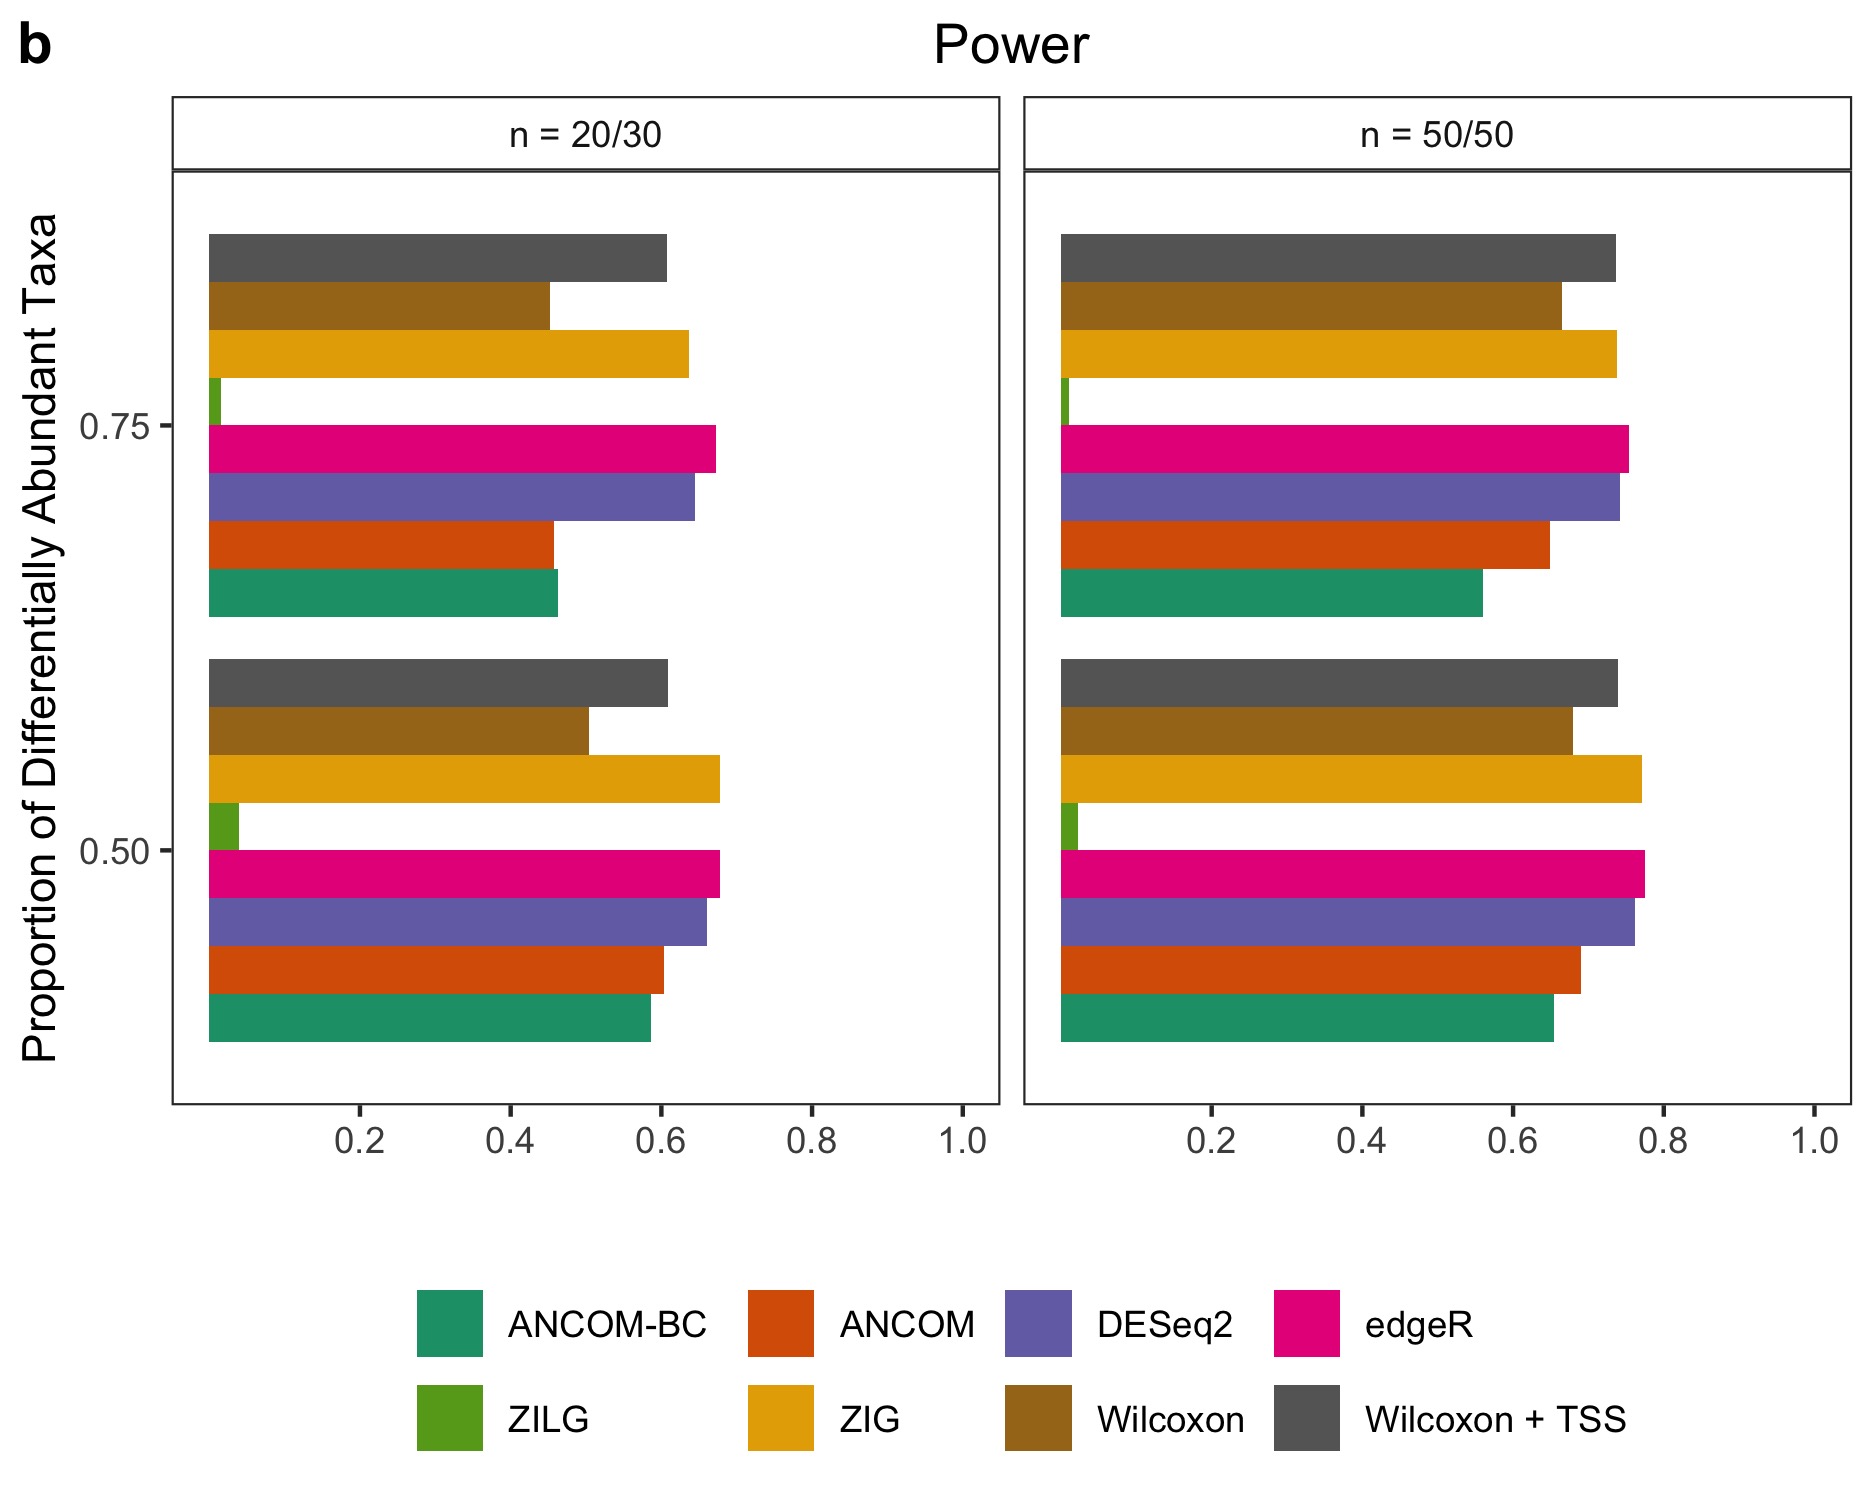 b
Power
n = 20/30
n = 50/50
Proportion of Differentially Abundant Taxa
0.75
0.50
0.2 0.4 0.6 0.8 1.0
0.2 0.4 0.6 0.8 1.0
ANCOM-BC ANCOM DESeq2 edgeR
ZILG ZIG Wilcoxon Wilcoxon + TSS